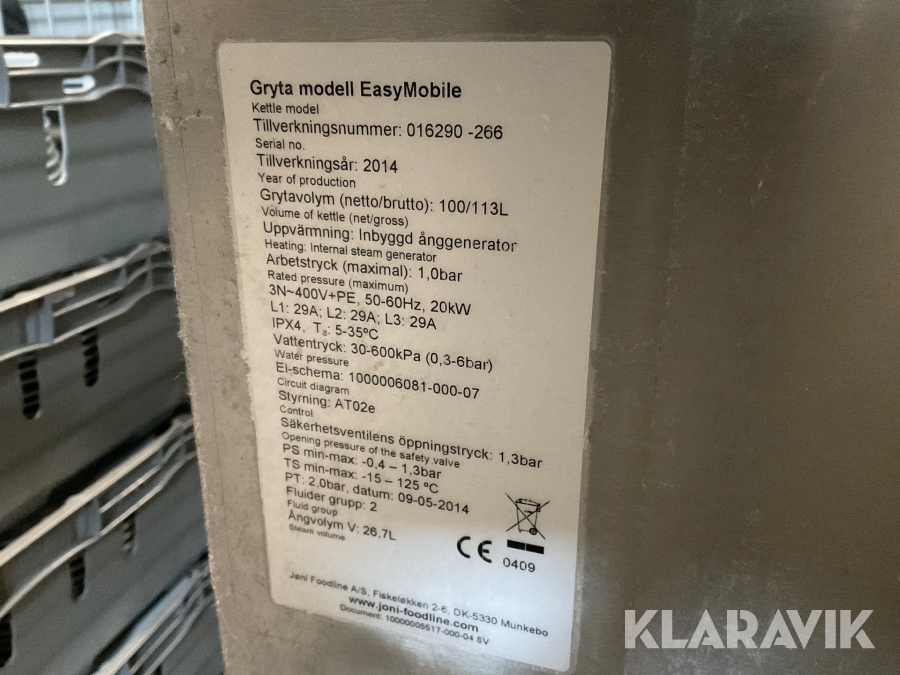 Gryta modell EasyMobile
Kettle model
Tillverkningsnummer: 016290 -266
Serial no.
Tillverkningsår: 2014
Year of production
Grytavolym (netto/brutto): 100/113L
Volume of kettle (net/gross)
Uppvärmning: Inbyggd ånggenerator
Heating: Internal steam generator
Arbetstryck (maximal): 1,0bar
Rated pressure (maximum)
3N~400V+PE, 50-60Hz, 20kW
L1: 29A; L2: 29A; L3: 29A
IPX4, Ta: 5-35ºC
Vattentryck: 30-600kPa (0,3-6bar)
Water pressure
El-schema: 1000006081-000-07
Circuit diagram
Styrning: AT02e
Control
Säkerhetsventilens öppningstryck: 1,3bar
Opening pressure of the safety valve
PS min-max: -0,4 – 1,3bar
TS min-max: -15 – 125 ºC
PT: 2,0bar, datum: 09-05-2014
Fluider grupp: 2
Fluid group
Ångvolym V: 26,7L
Steam volume
CE 0409
Jøni Foodline A/S, Fiskeløkken 2-6, DK-5330 Munkebo
www.joni-foodline.com
Document: 10000005517-000-04 SV
KLARAVIK